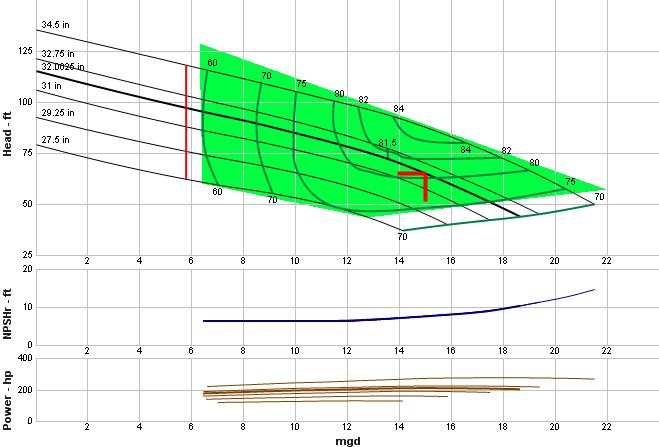 34.5 in
32.75 in
32.0625 in
31 in
29.25 in
27.5 in
Head - ft
125
100
75
50
25
60
70
75
80
82
84
81.5
84
82
80
75
70
60
70
70
2 4 6 8 10 12 14 16 18 20 22
NPSHr - ft
20
10
0
2 4 6 8 10 12 14 16 18 20 22
Power - hp
400
200
0
2 4 6 8 10 12 14 16 18 20 22
mgd